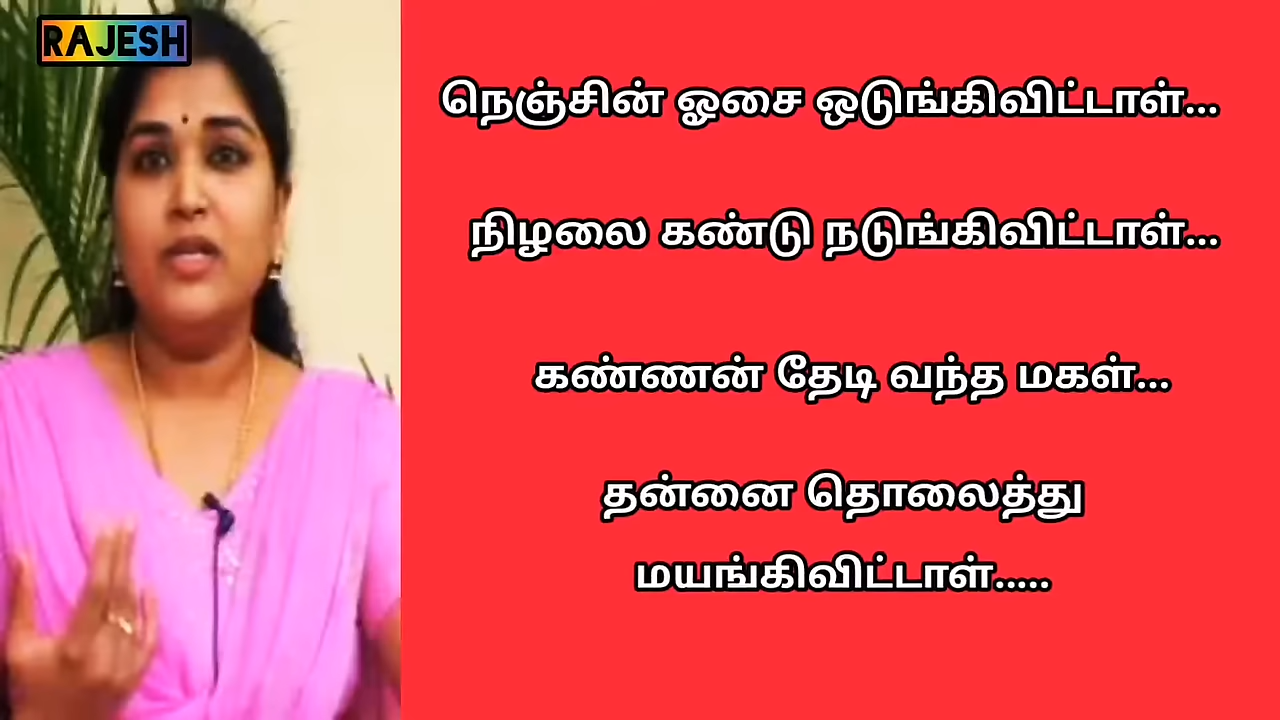 RAJESH
நெஞ்சின் ஓசை ஒடுங்கிவிட்டாள்...
நிழலை கண்டு நடுங்கிவிட்டாள்...
கண்ணன் தேடி வந்த மகள்...
தன்னை தொலைத்து
மயங்கிவிட்டாள்.....